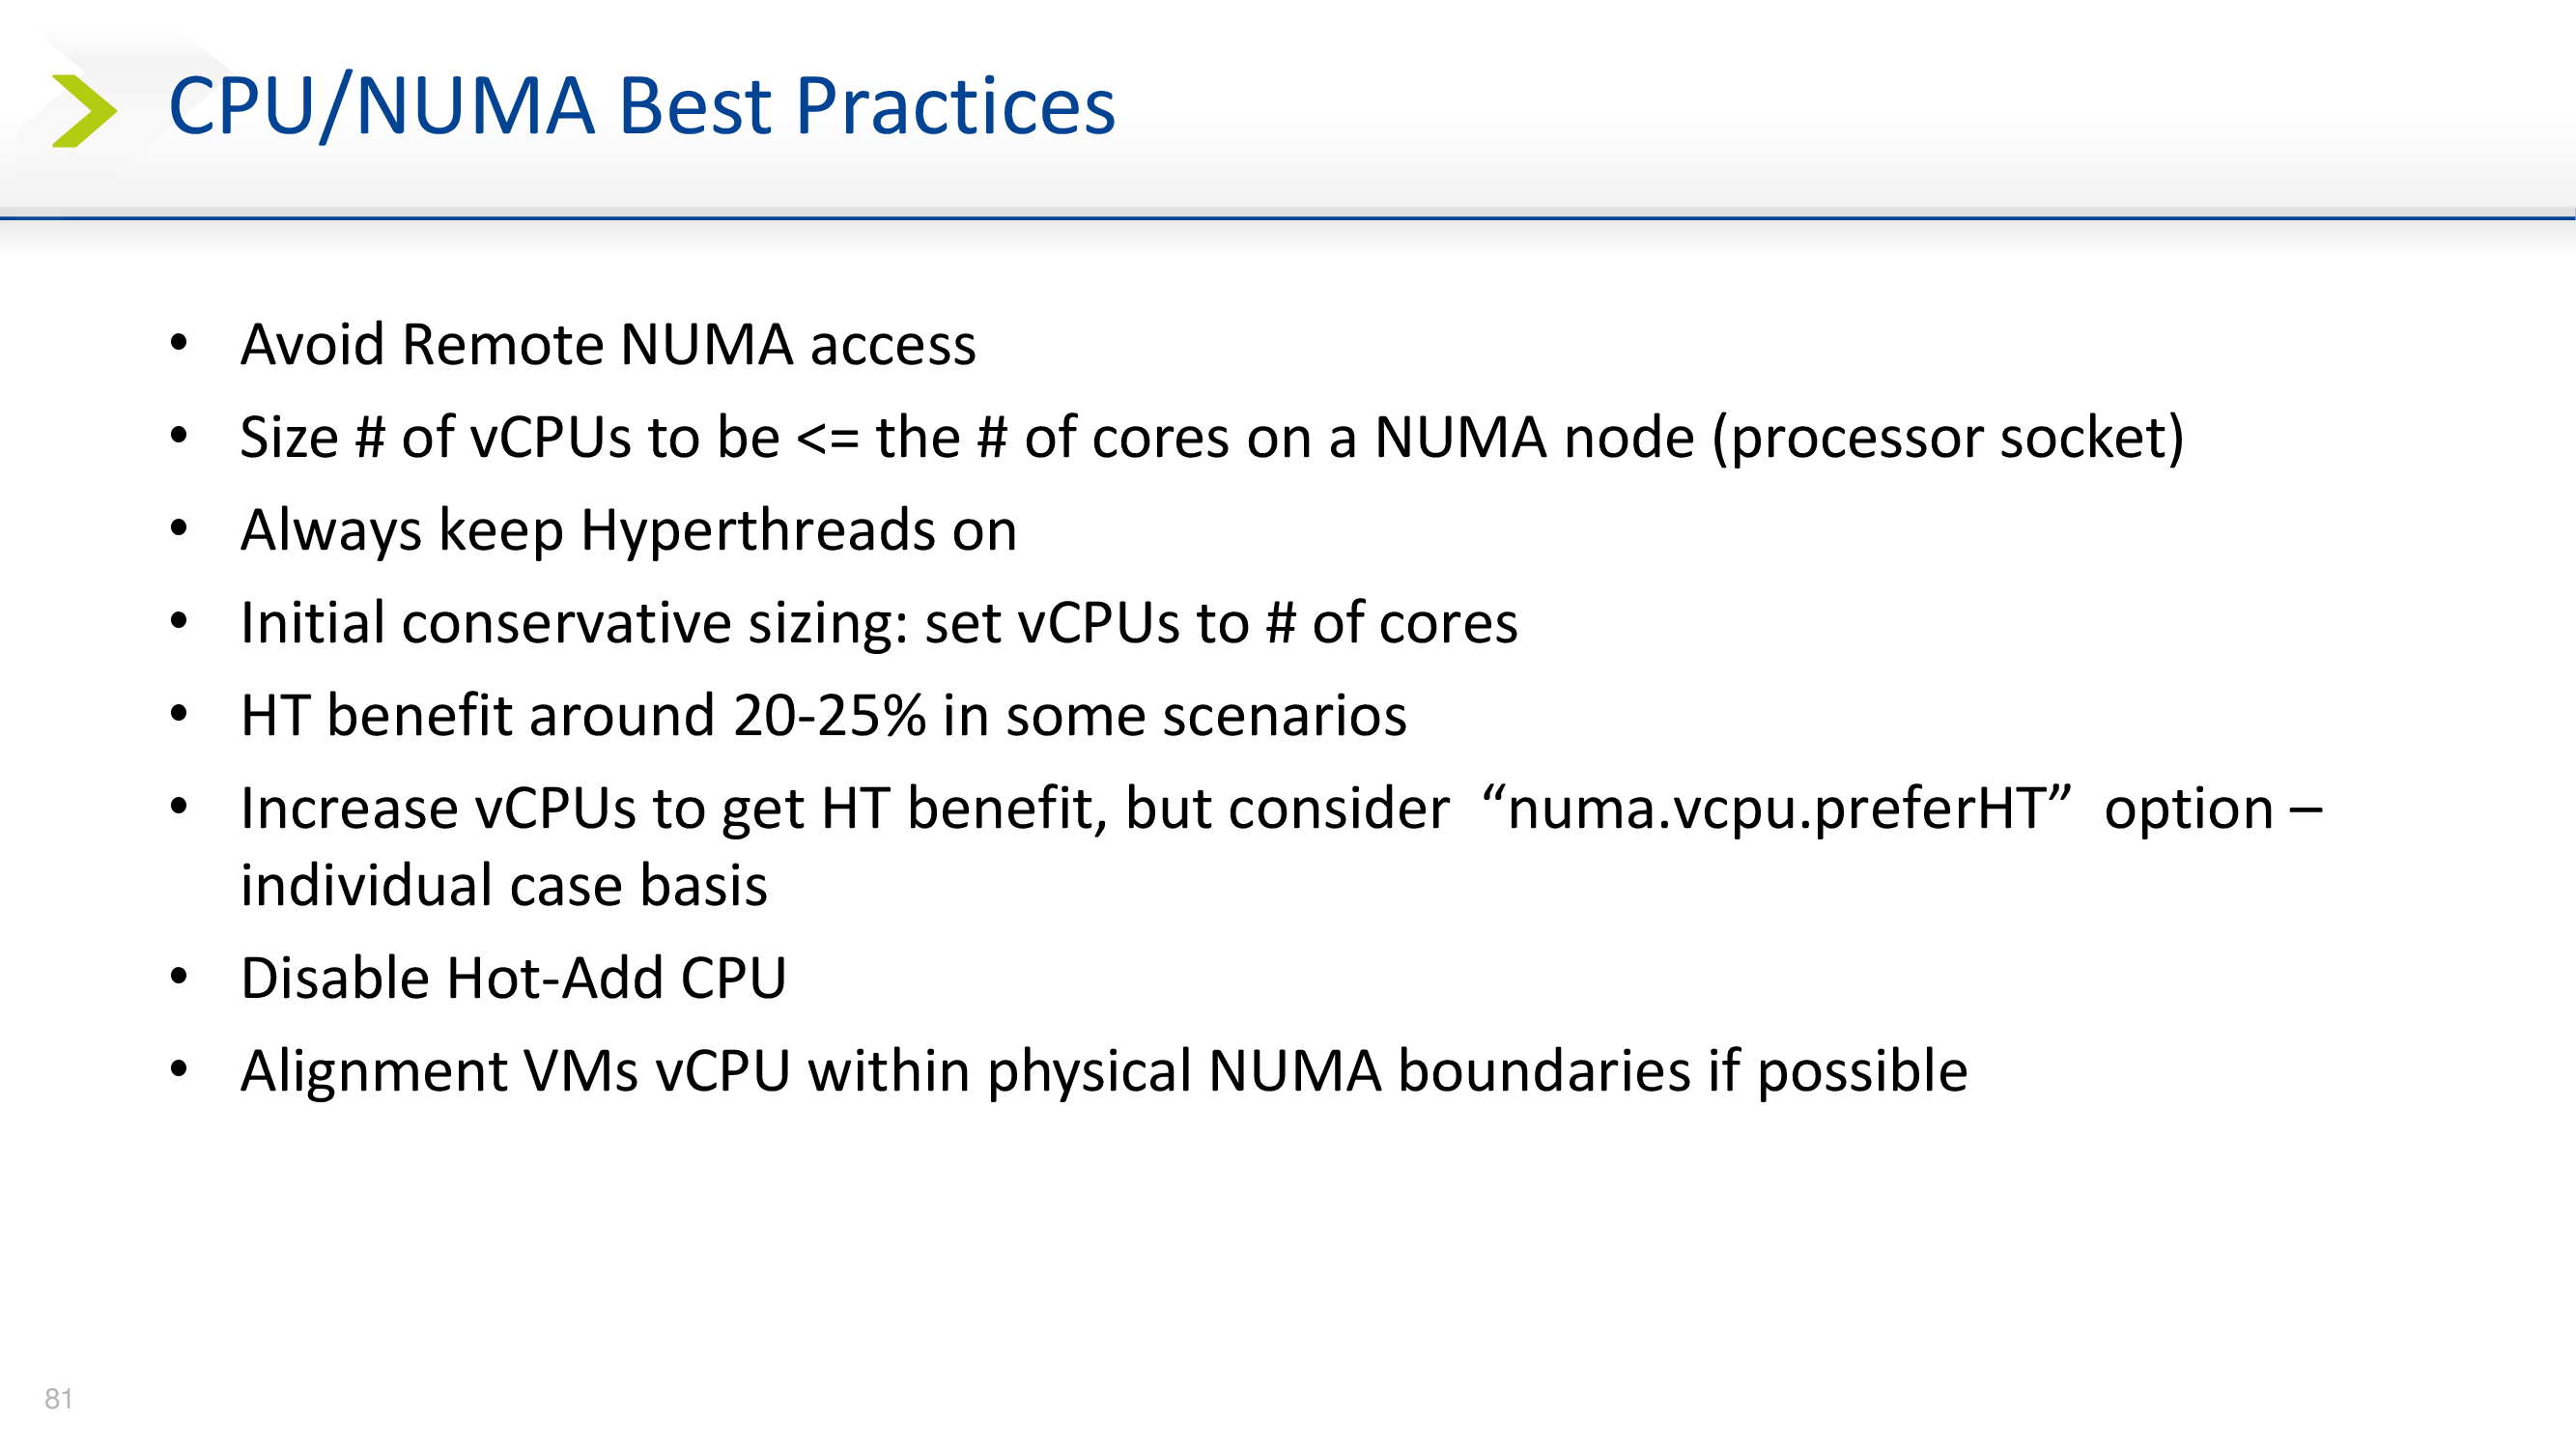 CPU/NUMA Best Practices
• Avoid Remote NUMA access
• Size # of vCPUs to be <= the # of cores on a NUMA node (processor socket)
• Always keep Hyperthreads on
• Initial conservative sizing: set vCPUs to # of cores
• HT benefit around 20-25% in some scenarios
• Increase vCPUs to get HT benefit, but consider “numa.vcpu.preferHT” option –
individual case basis
• Disable Hot-Add CPU
• Alignment VMs vCPU within physical NUMA boundaries if possible
81